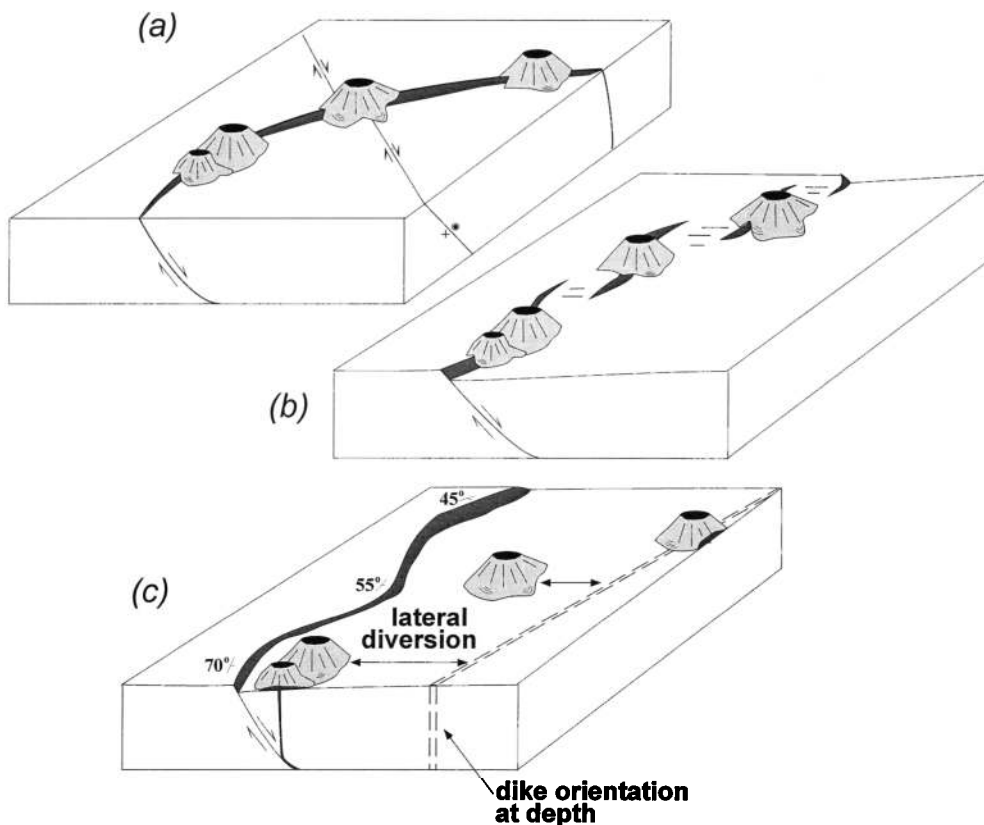 (a)
(b)
45°
55°
(c)
lateral
diversion
70°
dike orientation
at depth